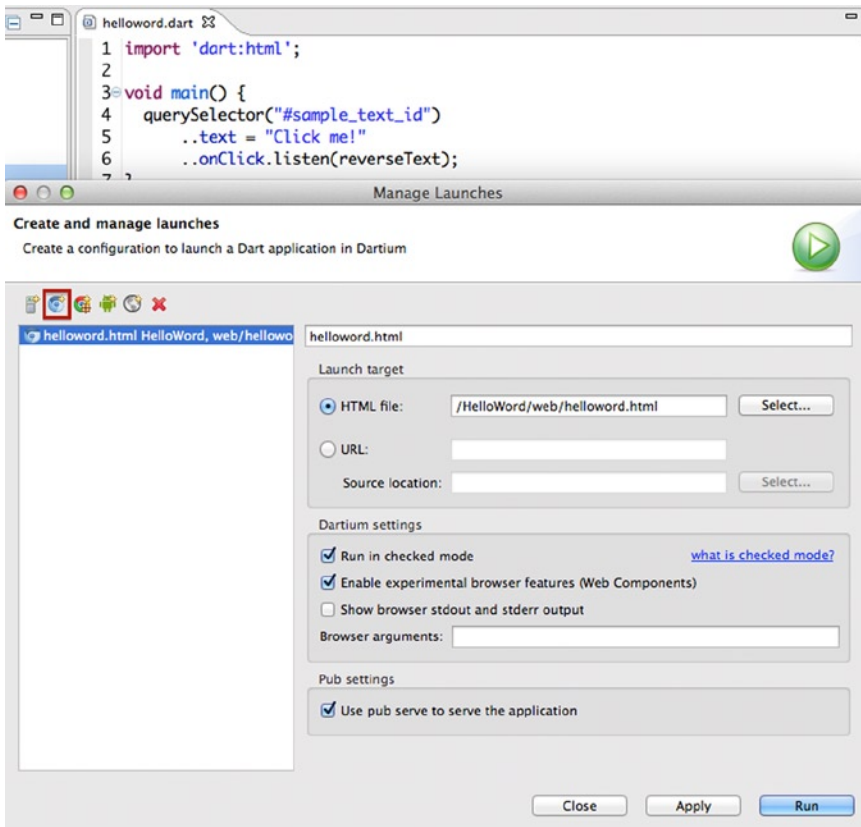 helloword.dart
1 import 'dart:html';
2
3 void main() {
4 querySelector("#sample_text_id")
5 ..text = "Click me!"
6 ..onClick.listen(reverseText);
7 }
Manage Launches
Create and manage launches
Create a configuration to launch a Dart application in Dartium
helloword.html HelloWord, web/hellowo
helloword.html
Launch target
HTML file: /HelloWord/web/helloword.html Select...
URL:
Source location: Select...
Dartium settings
Run in checked mode what is checked mode?
Enable experimental browser features (Web Components)
Show browser stdout and stderr output
Browser arguments:
Pub settings
Use pub serve to serve the application
Close Apply Run